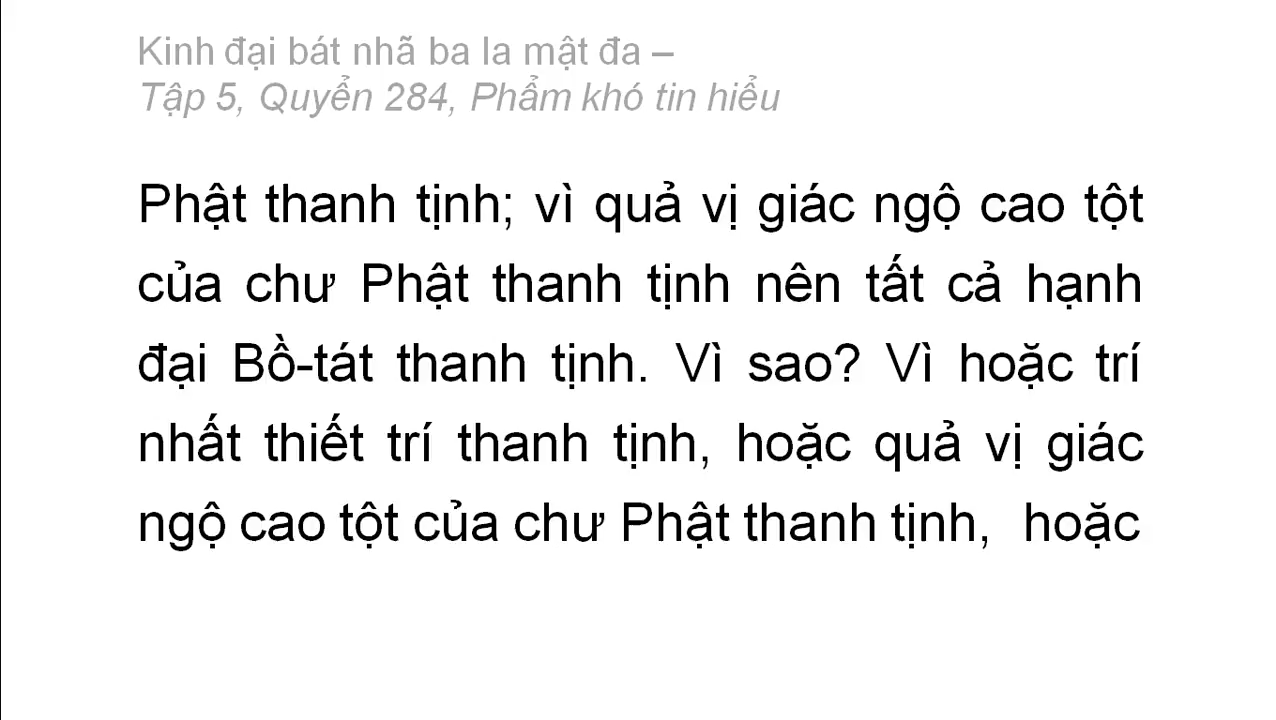 Kinh đại bát nhã ba la mật đa –
Tập 5, Quyển 284, Phẩm khó tin hiểu
Phật thanh tịnh; vì quả vị giác ngộ cao tột
của chư Phật thanh tịnh nên tất cả hạnh
đại Bồ-tát thanh tịnh. Vì sao? Vì hoặc trí
nhất thiết trí thanh tịnh, hoặc quả vị giác
ngộ cao tột của chư Phật thanh tịnh, hoặc